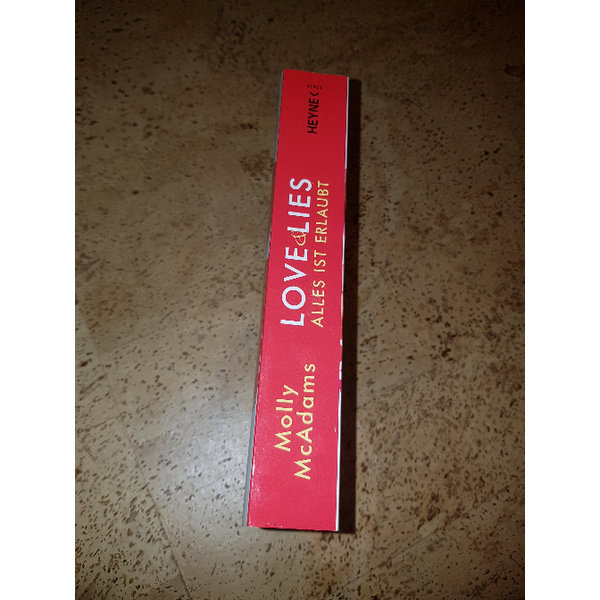 Molly
McAdams
LOVE & LIES
ALLES IST ERLAUBT
HEYNE <